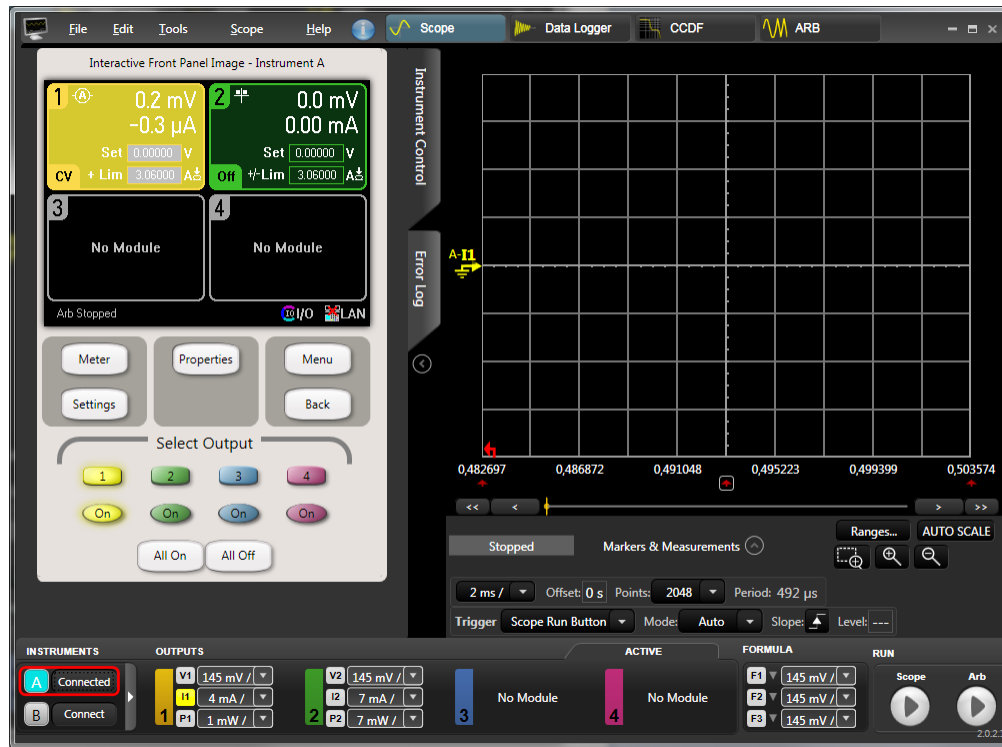 File Edit Tools Scope Help Scope Data Logger CCDF ARB
Interactive Front Panel Image - Instrument A
1 A 0.2 mV
-0.3 µA
Set 0.00000 V
CV + Lim 3.06000 A
2 0.0 mV
0.00 mA
Set 0.00000 V
Off +/-Lim 3.06000 A
3 No Module
4 No Module
Arb Stopped IO I/O LAN
Meter Properties Menu
Settings Back
Select Output
1 2 3 4
On On On On
All On All Off
Instrument Control
Error Log
A-I1
0,482697 0,486872 0,491048 0,495223 0,499399 0,503574
<< < > >>
Stopped Markers & Measurements Ranges... AUTO SCALE
2 ms / Offset: 0 s Points: 2048 Period: 492 µs
Trigger Scope Run Button Mode: Auto Slope: Level: ---
INSTRUMENTS OUTPUTS ACTIVE FORMULA RUN
A Connected
B Connect
1 V1 145 mV /
I1 4 mA /
P1 1 mW /
2 V2 145 mV /
I2 7 mA /
P2 7 mW /
3 No Module
4 No Module
F1 145 mV /
F2 145 mV /
F3 145 mV /
Scope Arb
2.0.2.